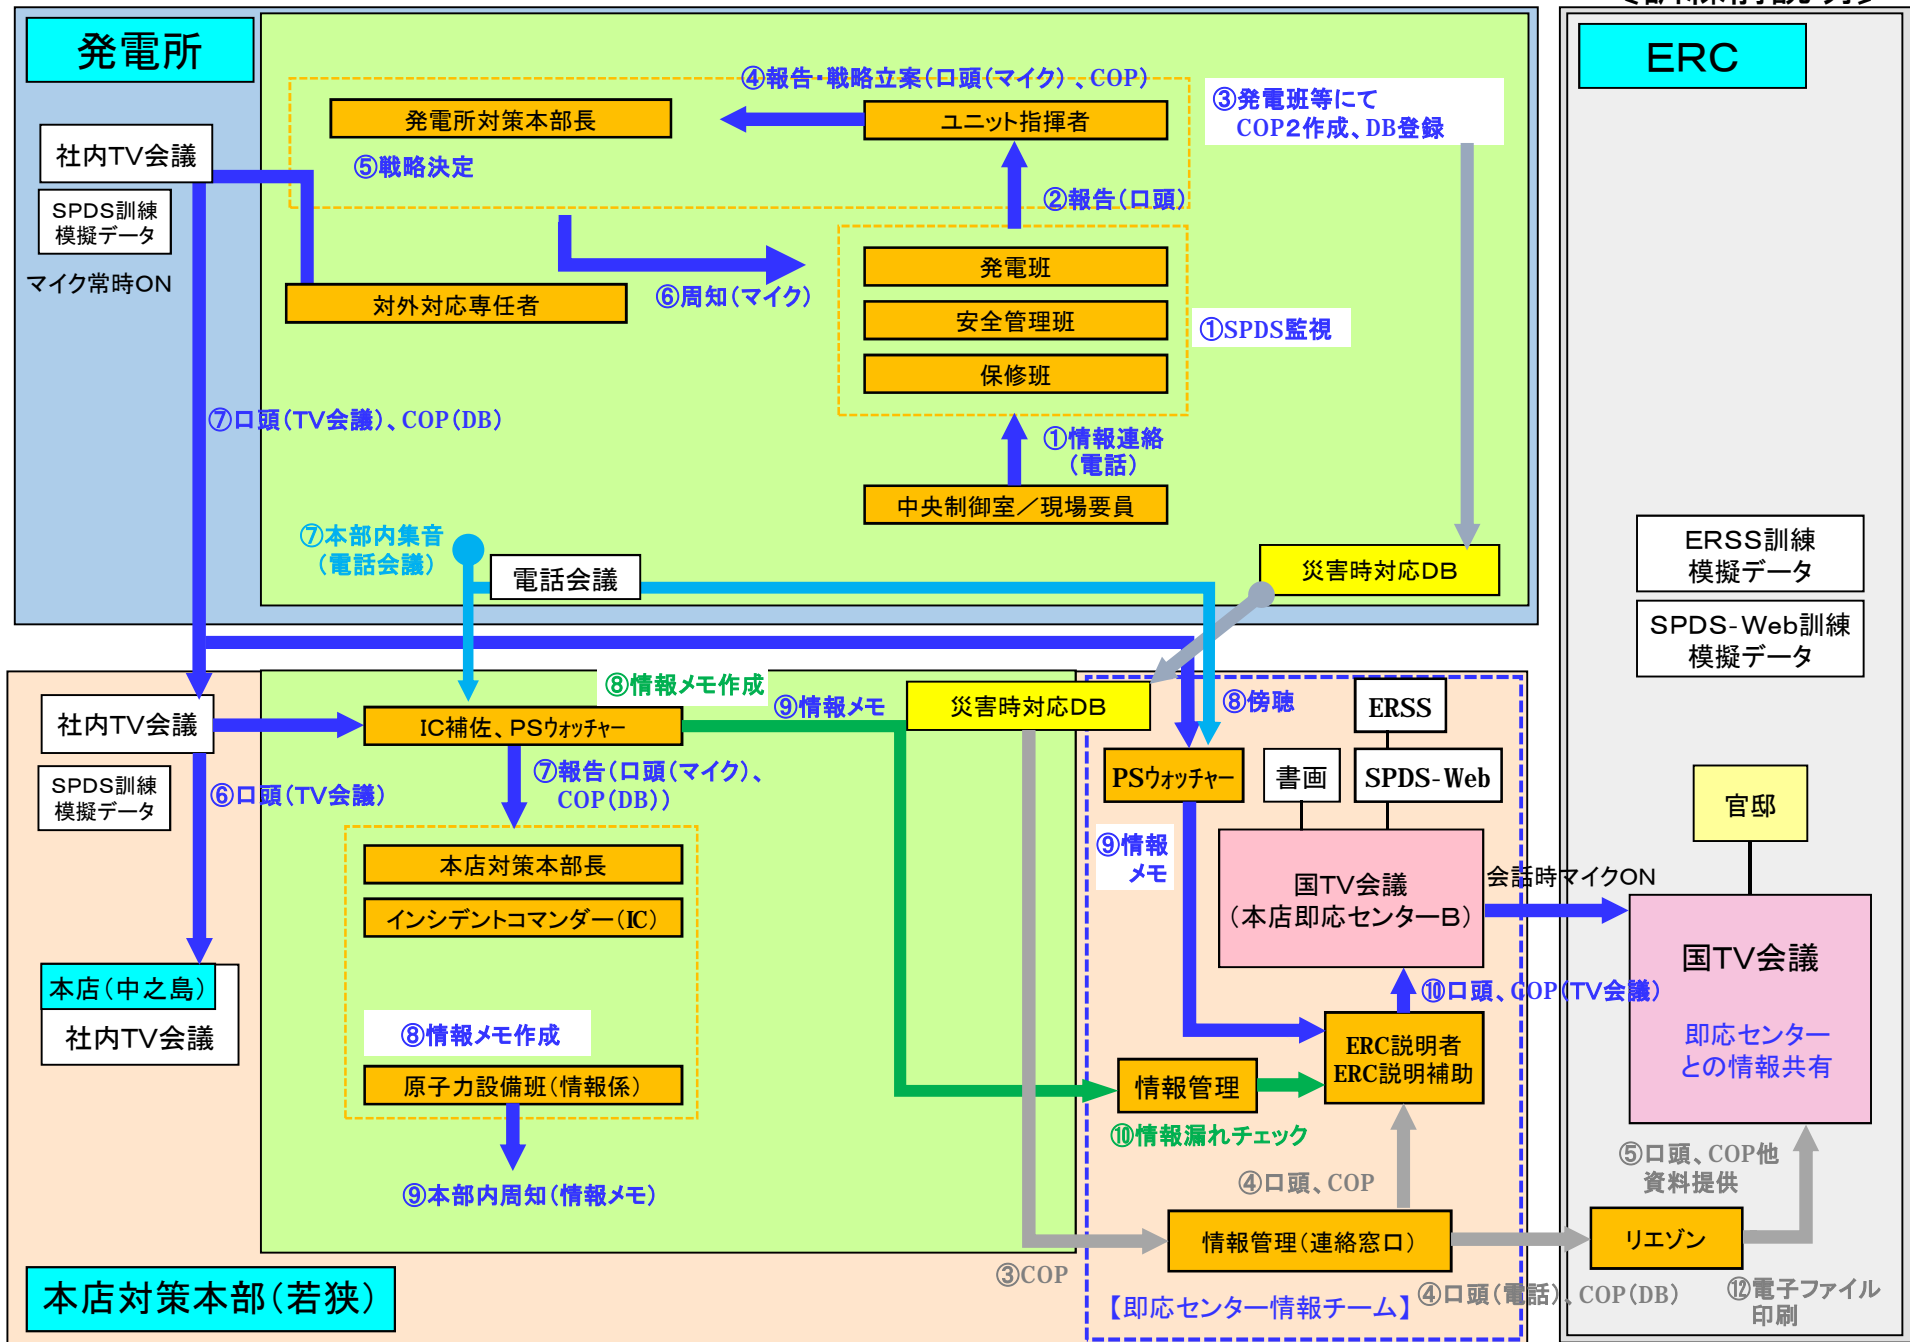 発電所
④報告・戦略立案(口頭(マイク)、COP)
発電所対策本部長
ユニット指揮者
③発電班等にて
COP2作成、DB登録
ERC
社内TV会議
⑤戦略決定
SPDS訓練
模擬データ
②報告(口頭)
マイク常時ON
発電班
対外対応専任者
⑥周知(マイク)
安全管理班
①SPDS監視
保修班
⑦口頭(TV会議)、COP(DB)
①情報連絡
(電話)
中央制御室/現場要員
⑦本部内集音
(電話会議)
電話会議
災害時対応DB
ERSS訓練
模擬データ
SPDS-Web訓練
模擬データ
⑧情報メモ作成
⑨情報メモ
災害時対応DB
⑧傍聴
ERSS
社内TV会議
IC補佐、PSウォッチャー
SPDS訓練
模擬データ
⑥口頭(TV会議)
⑦報告(口頭(マイク)、
COP(DB))
PSウォッチャー
書画
SPDS-Web
官邸
本店対策本部長
⑨情報
メモ
国TV会議
(本店即応センターB)
会話時マイクON
インシデントコマンダー(IC)
本店(中之島)
社内TV会議
⑩口頭、COP(TV会議)
国TV会議
即応センター
との情報共有
⑧情報メモ作成
ERC説明者
ERC説明補助
原子力設備班(情報係)
情報管理
⑩情報漏れチェック
⑤口頭、COP他
資料提供
④口頭、COP
⑨本部内周知(情報メモ)
情報管理(連絡窓口)
リエゾン
③COP
本店対策本部(若狭)
【即応センター情報チーム】
④口頭(電話)、COP(DB)
⑫電子ファイル
印刷